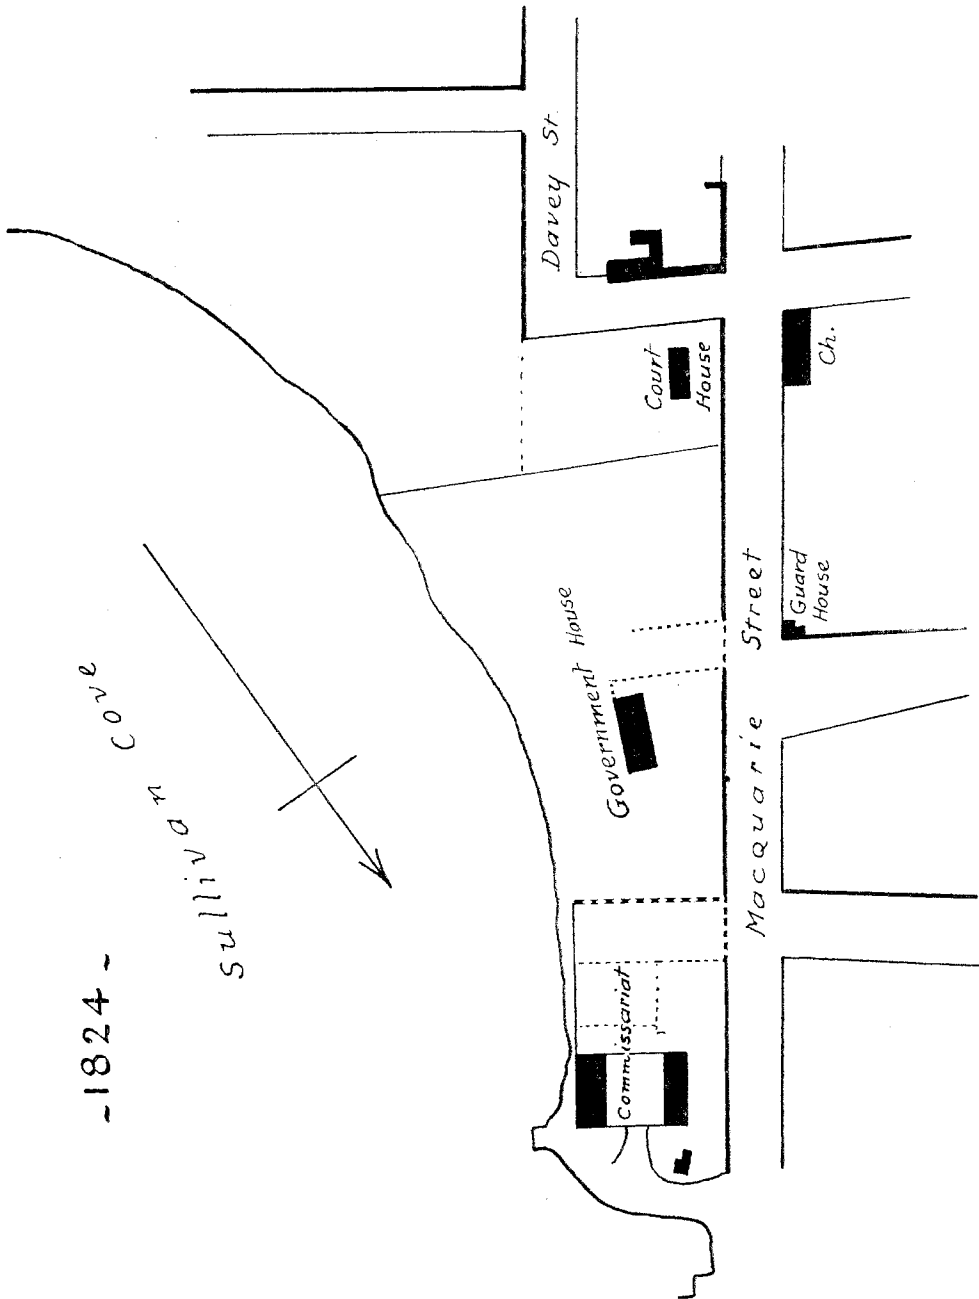 -1824-
Sullivan Cove
Davey St.
Court
House
Ch.
Government House
Guard
House
Macquarie Street
Commissariat